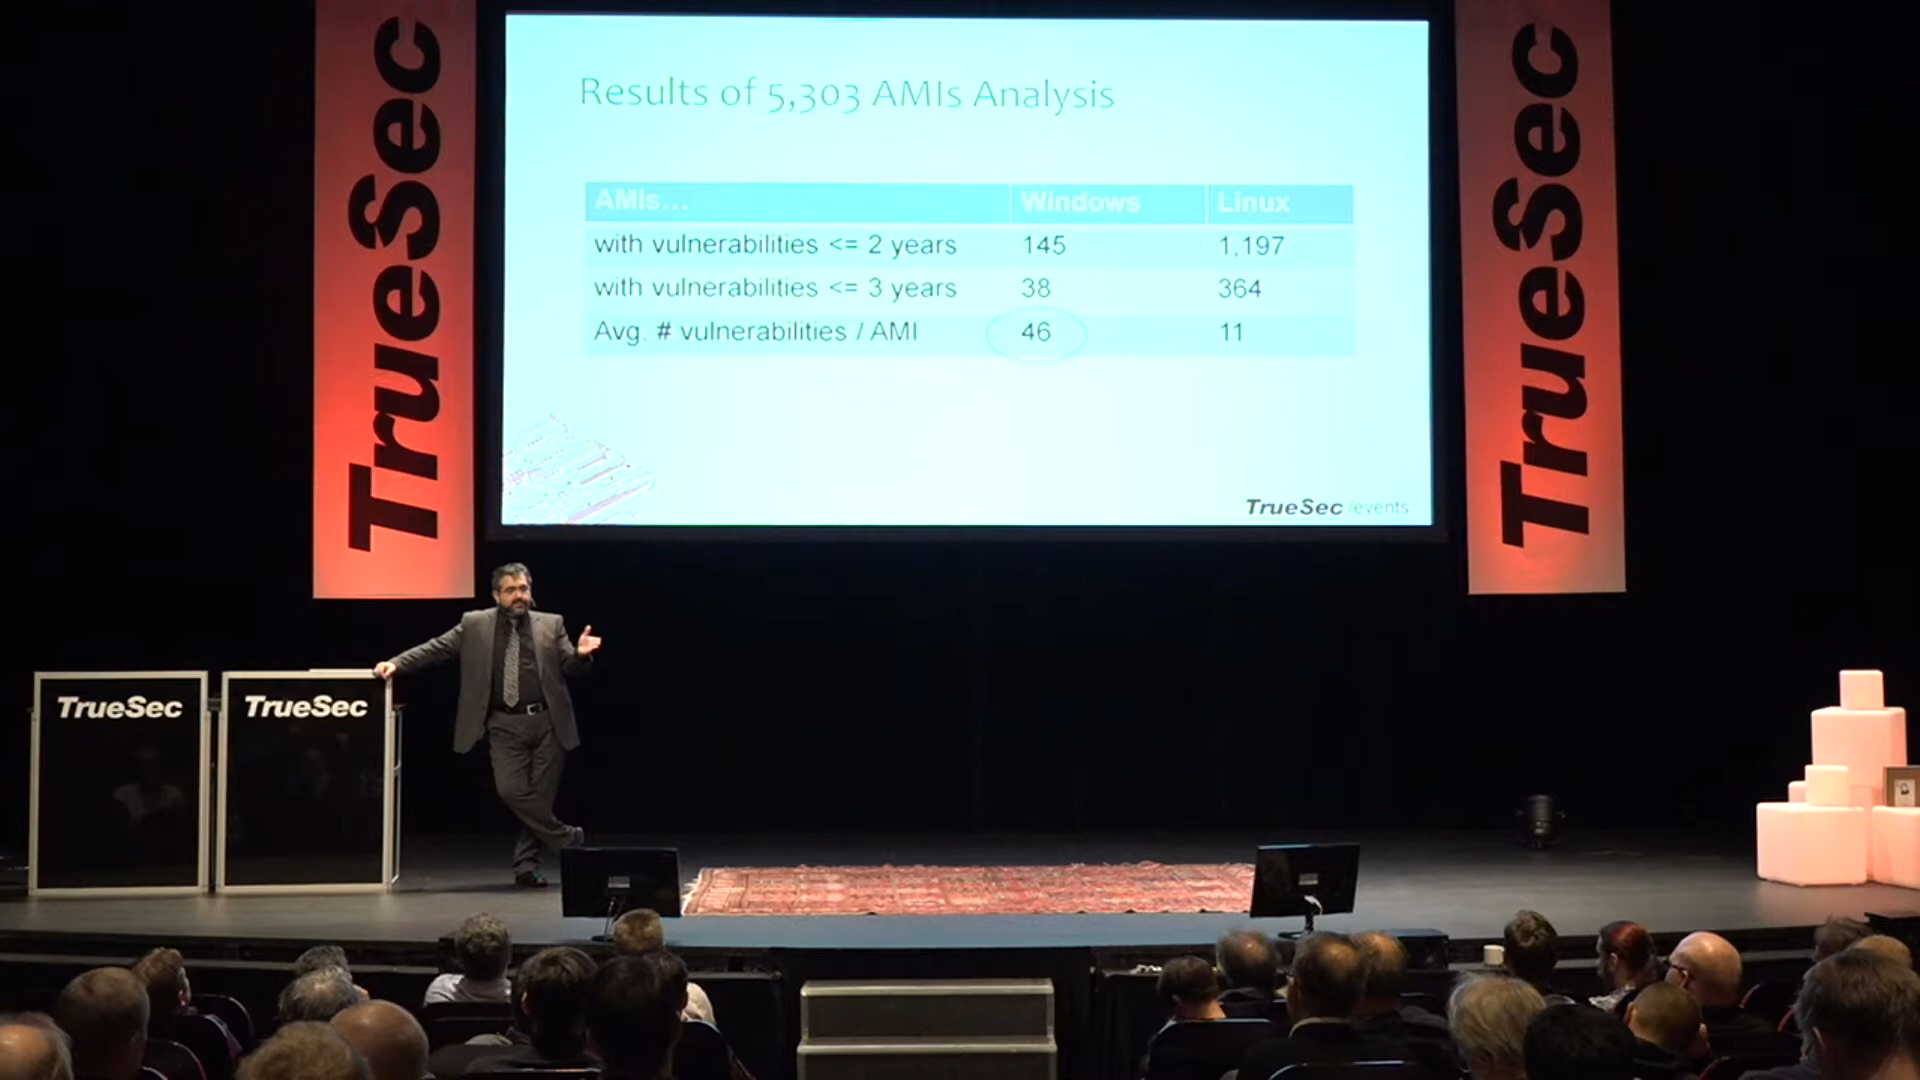 TrueSec
Results of 5,303 AMIs Analysis
AMIs... Windows Linux
with vulnerabilities <= 2 years 145 1,197
with vulnerabilities <= 3 years 38 364
Avg. # vulnerabilities / AMI 46 11
TrueSec /events
TrueSec
TrueSec
TrueSec